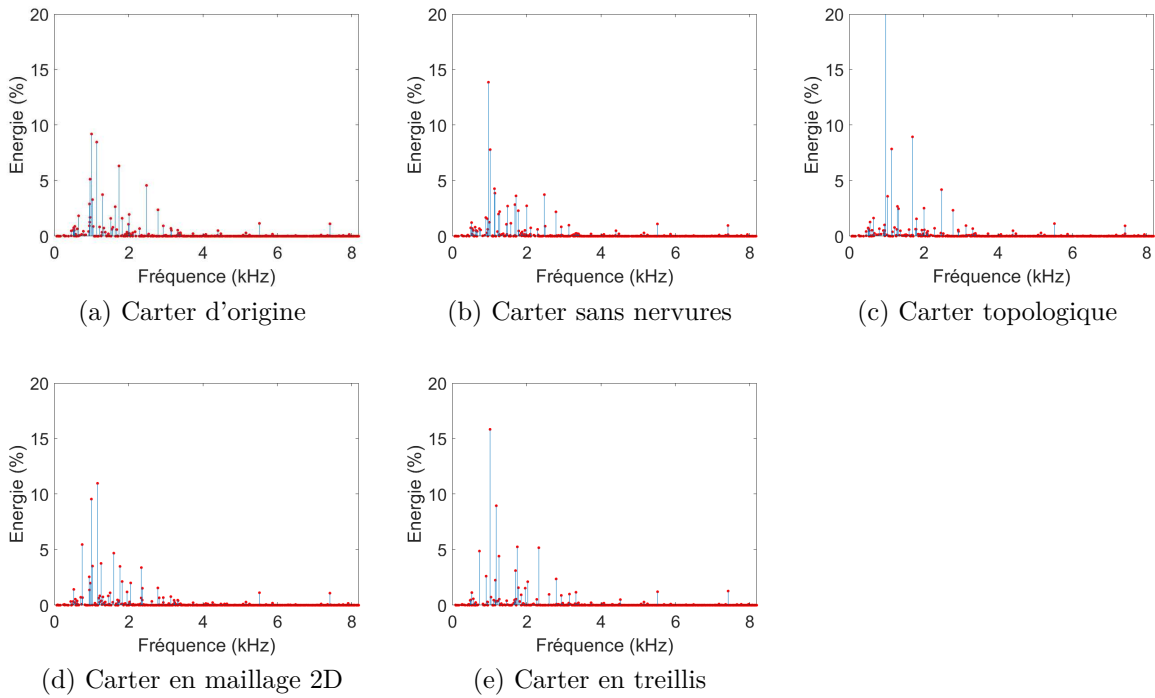 20
15
10
5
0
Energie (%)
0 2 4 6 8
Fréquence (kHz)
(a) Carter d'origine
20
15
10
5
0
Energie (%)
0 2 4 6 8
Fréquence (kHz)
(b) Carter sans nervures
20
15
10
5
0
Energie (%)
0 2 4 6 8
Fréquence (kHz)
(c) Carter topologique
20
15
10
5
0
Energie (%)
0 2 4 6 8
Fréquence (kHz)
(d) Carter en maillage 2D
20
15
10
5
0
Energie (%)
0 2 4 6 8
Fréquence (kHz)
(e) Carter en treillis